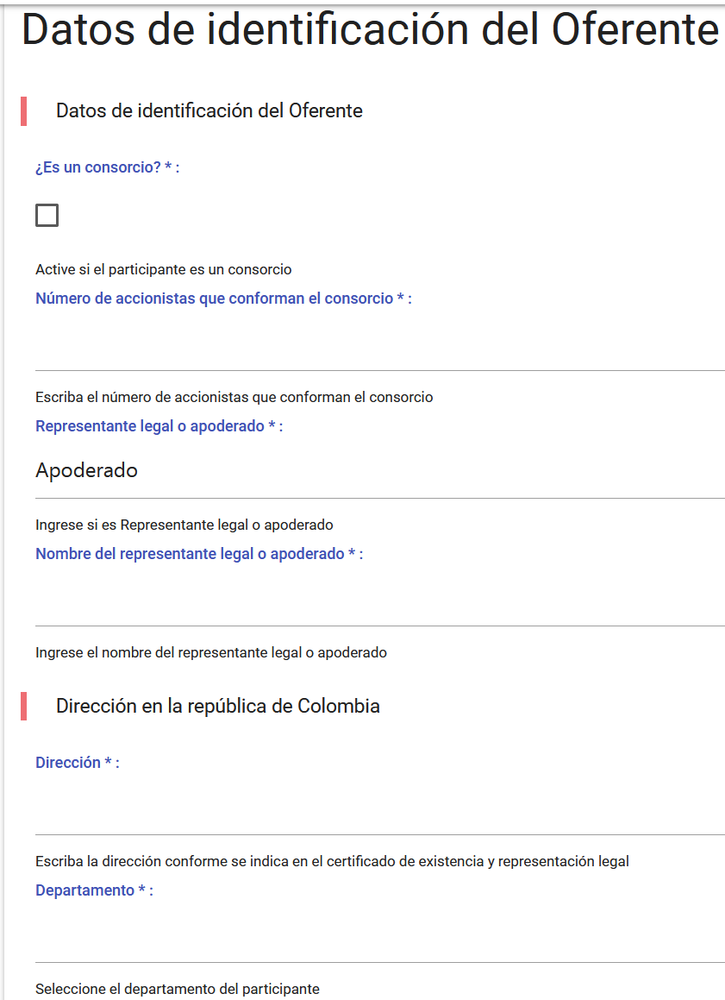 Datos de identificación del Oferente
Datos de identificación del Oferente
¿Es un consorcio? * :
Active si el participante es un consorcio
Número de accionistas que conforman el consorcio * :
Escriba el número de accionistas que conforman el consorcio
Representante legal o apoderado * :
Apoderado
Ingrese si es Representante legal o apoderado
Nombre del representante legal o apoderado * :
Ingrese el nombre del representante legal o apoderado
Dirección en la república de Colombia
Dirección * :
Escriba la dirección conforme se indica en el certificado de existencia y representación legal
Departamento * :
Seleccione el departamento del participante